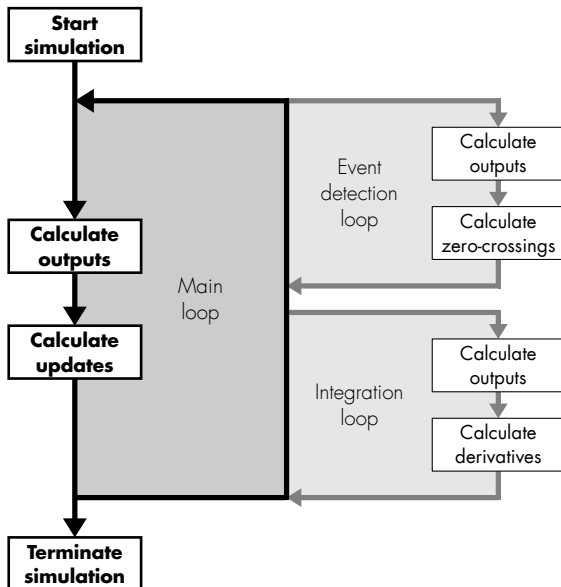 Start
simulation
Calculate
outputs
Calculate
updates
Terminate
simulation
Main
loop
Event
detection
loop
Calculate
outputs
Calculate
zero-crossings
Integration
loop
Calculate
outputs
Calculate
derivatives